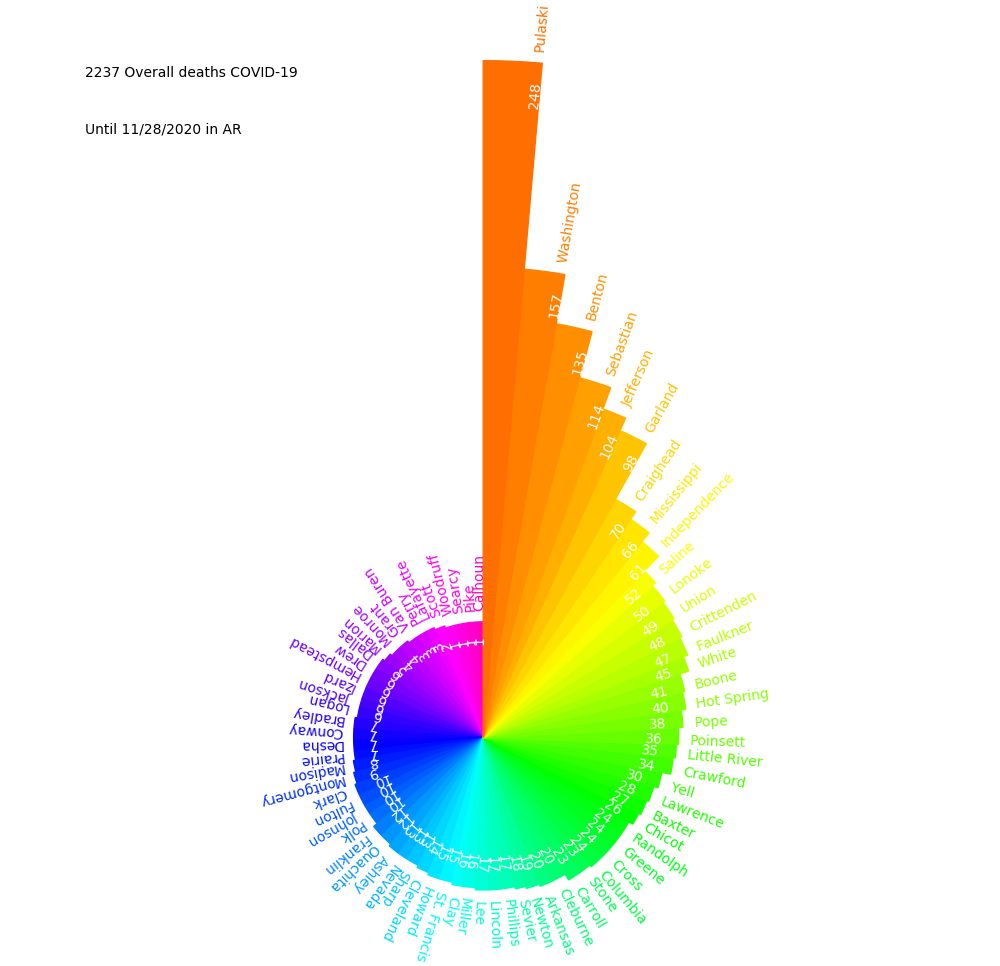 2237 Overall deaths COVID-19
Until 11/28/2020 in AR
Pulaski
248
Washington
157
Benton
135
Sebastian
114
Jefferson
104
Garland
98
Craighead
70
Mississippi
66
Independence
61
Saline
52
Lonoke
50
Union
49
Crittenden
48
Faulkner
47
White
45
Boone
41
Hot Spring
40
Pope
38
Poinsett
36
Little River
35
Crawford
34
Yell
30
Lawrence
28
Baxter
27
Chicot
26
Randolph
Greene
Cross
Columbia
Stone
Carroll
Cleburne
Arkansas
Newton
Sevier
Phillips
Lincoln
Lee
Miller
Clay
St. Francis
Howard
Cleveland
Sharp
Nevada
Ashley
Ouachita
Franklin
Polk
Johnson
Fulton
Clark
Montgomery
Madison
Prairie
Desha
Conway
Bradley
Logan
Jackson
Izard
Hempstead
Drew
Dallas
Marion
Monroe
Grant
Van Buren
Perry
Lafayette
Scott
Woodruff
Searcy
Pike
Calhoun